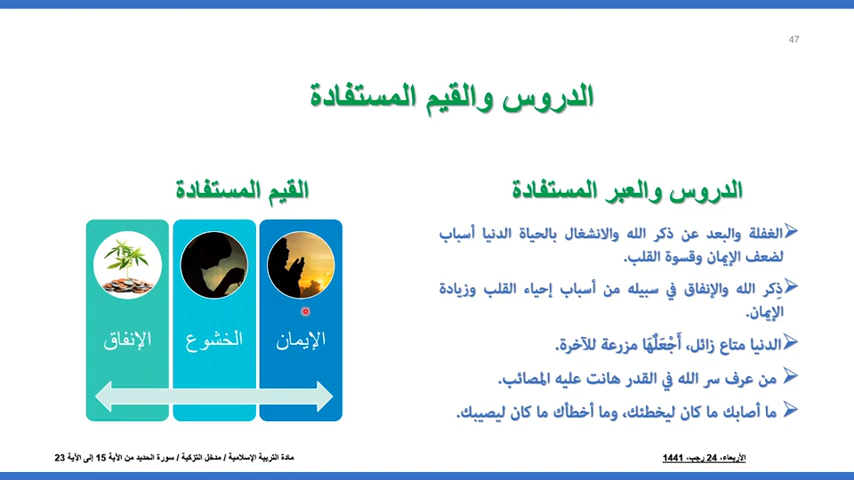 47
الدروس والقيم المستفادة
الدروس والعبر المستفادة
الغفلة والبعد عن ذكر الله والانشغال بالحياة الدنيا أسباب
لضعف الإيمان وقسوة القلب.
ذِكر الله والإنفاق في سبيله من أسباب إحياء القلب وزيادة
الإيمان.
الدنيا متاع زائل، أَجْعَلُهَا مزرعة للآخرة.
من عرف سر الله في القدر هانت عليه المصائب.
ما أصابك ما كان ليخطئك، وما أخطأك ما كان ليصيبك.
القيم المستفادة
الإيمان
الخشوع
الإنفاق
الأربعاء، 24 رجب، 1441
مادة التربية الإسلامية / مدخل التزكية / سورة الحديد من الآية 15 إلى الآية 23